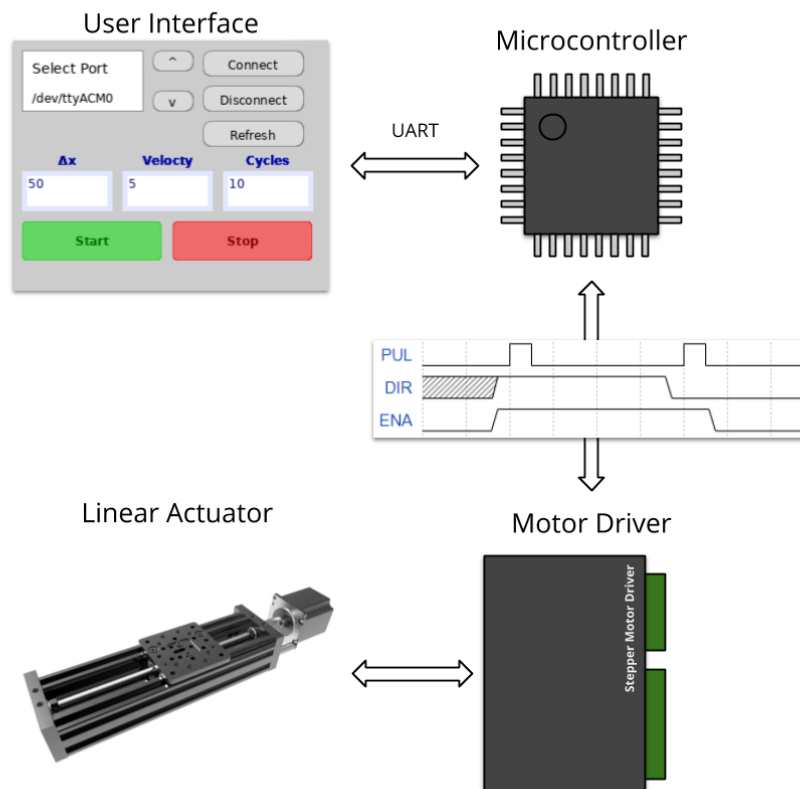 User Interface
Select Port
/dev/ttyACM0
^
v
Connect
Disconnect
Refresh
Δx
Velocty
Cycles
50
5
10
Start
Stop
UART
Microcontroller
PUL
DIR
ENA
Linear Actuator
Motor Driver
Stepper Motor Driver